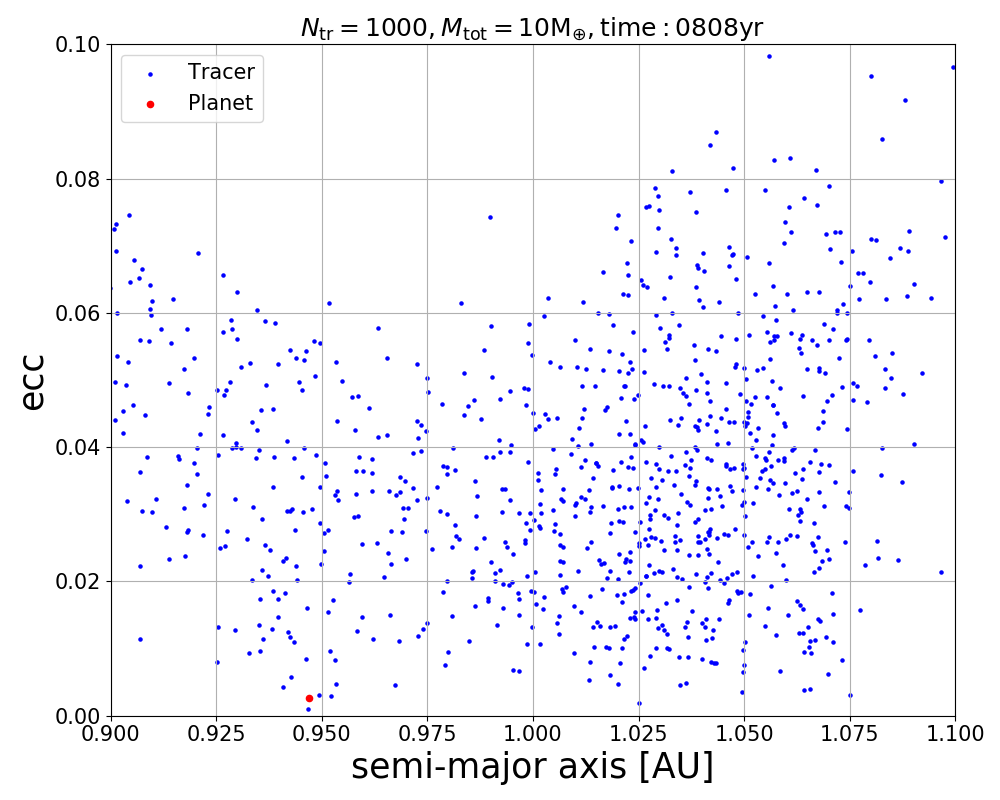 N_tr = 1000, M_tot = 10M_⊕, time : 0808yr
Tracer
Planet
ecc
0.10
0.08
0.06
0.04
0.02
0.00
0.900 0.925 0.950 0.975 1.000 1.025 1.050 1.075 1.100
semi-major axis [AU]